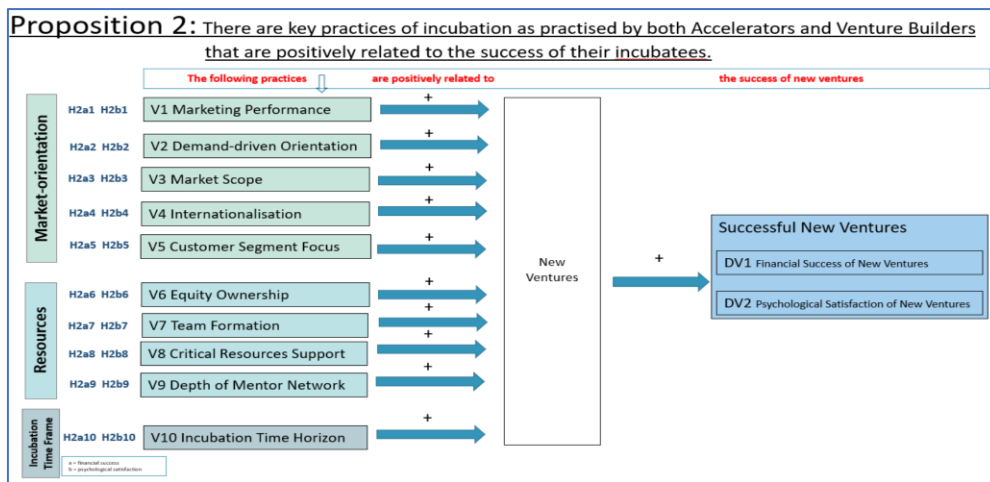 Proposition 2: There are key practices of incubation as practised by both Accelerators and Venture Builders
that are positively related to the success of their incubatees.
The following practices are positively related to the success of new ventures
Market-orientation
H2a1 H2b1 V1 Marketing Performance +
H2a2 H2b2 V2 Demand-driven Orientation +
H2a3 H2b3 V3 Market Scope +
H2a4 H2b4 V4 Internationalisation +
H2a5 H2b5 V5 Customer Segment Focus +
Resources
H2a6 H2b6 V6 Equity Ownership +
H2a7 H2b7 V7 Team Formation +
H2a8 H2b8 V8 Critical Resources Support +
H2a9 H2b9 V9 Depth of Mentor Network +
Incubation
Time Frame
H2a10 H2b10 V10 Incubation Time Horizon +
a = financial success
b = psychological satisfaction
New
Ventures
+
Successful New Ventures
DV1 Financial Success of New Ventures
DV2 Psychological Satisfaction of New Ventures